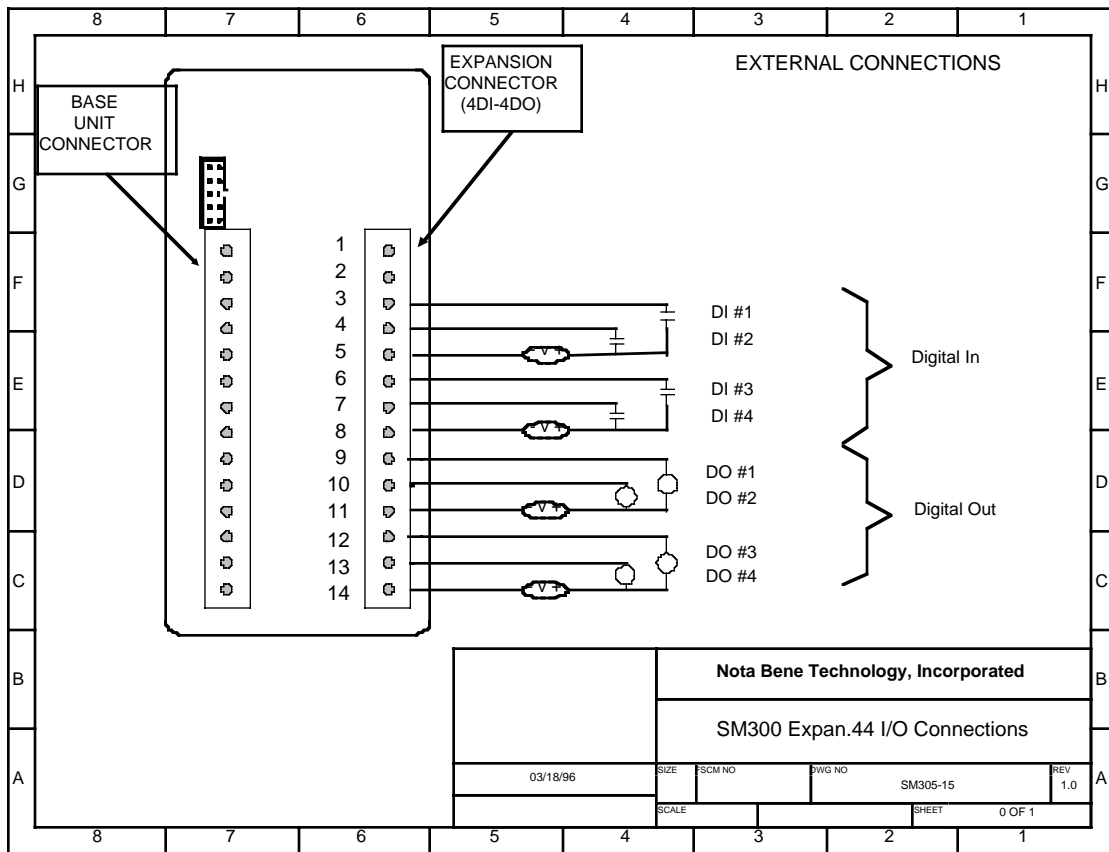 8 7 6 5 4 3 2 1
H
H
EXTERNAL CONNECTIONS
BASE
UNIT
CONNECTOR
EXPANSION
CONNECTOR
(4DI-4DO)
G
G
F
F
E
E
D
D
C
C
B
B
A
A
1
2
3
4
5
6
7
8
9
10
11
12
13
14
- V +
- V +
- V +
- V +
DI #1
DI #2
DI #3
DI #4
DO #1
DO #2
DO #3
DO #4
Digital In
Digital Out
Nota Bene Technology, Incorporated
SM300 Expan.44 I/O Connections
03/18/96
SIZE
FSCM NO
DWG NO
SM305-15
REV
1.0
SCALE
SHEET
0 OF 1
8 7 6 5 4 3 2 1